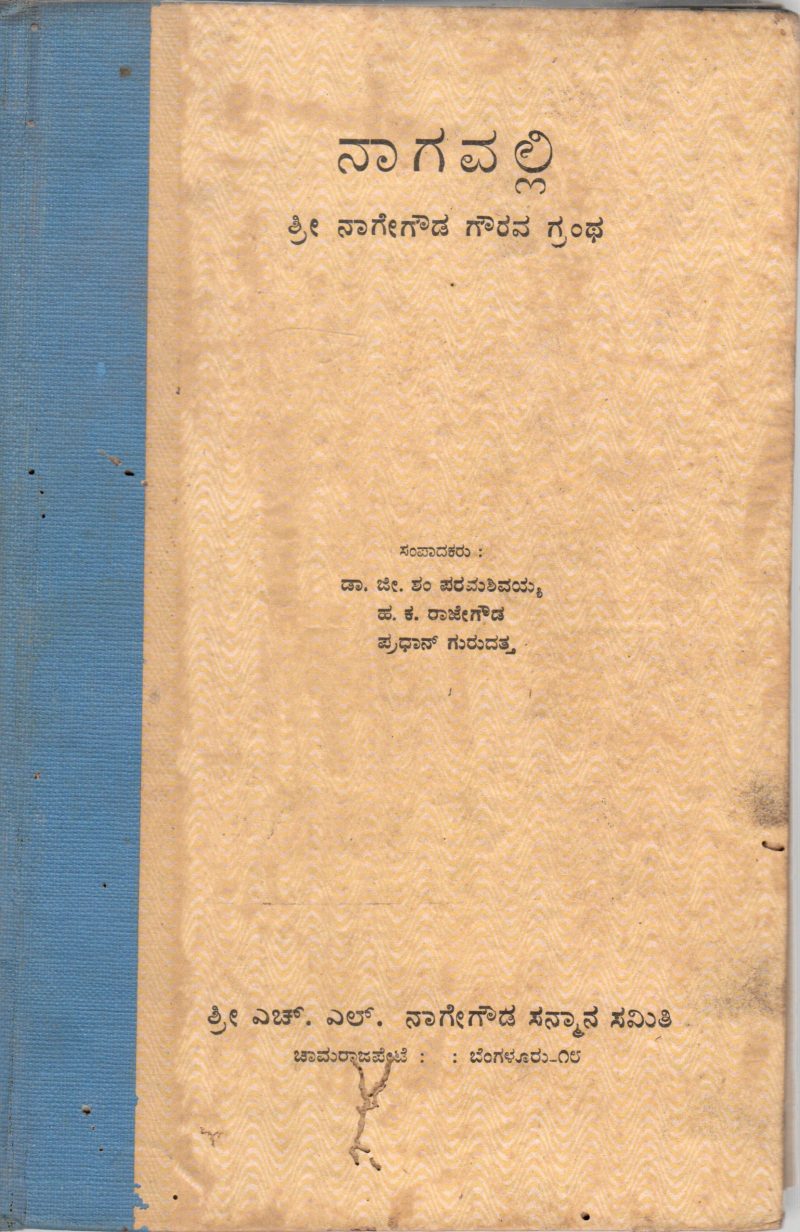 ನಾಗವಲ್ಲಿ
ಶ್ರೀ ನಾಗೇಗೌಡ ಗೌರವ ಗ್ರಂಥ
ಸಂಪಾದಕರು :
ಡಾ. ಜೀ. ಶಂ ಪರಮಶಿವಯ್ಯ
ಹ. ಕ. ರಾಜೇಗೌಡ
ಪ್ರಧಾನ್ ಗುರುದತ್ತ
ಶ್ರೀ ಎಚ್. ಎಲ್. ನಾಗೇಗೌಡ ಸನ್ಮಾನ ಸಮಿತಿ
ಚಾಮರಾಜಪೇಟೆ : : ಬೆಂಗಳೂರು-೧೮